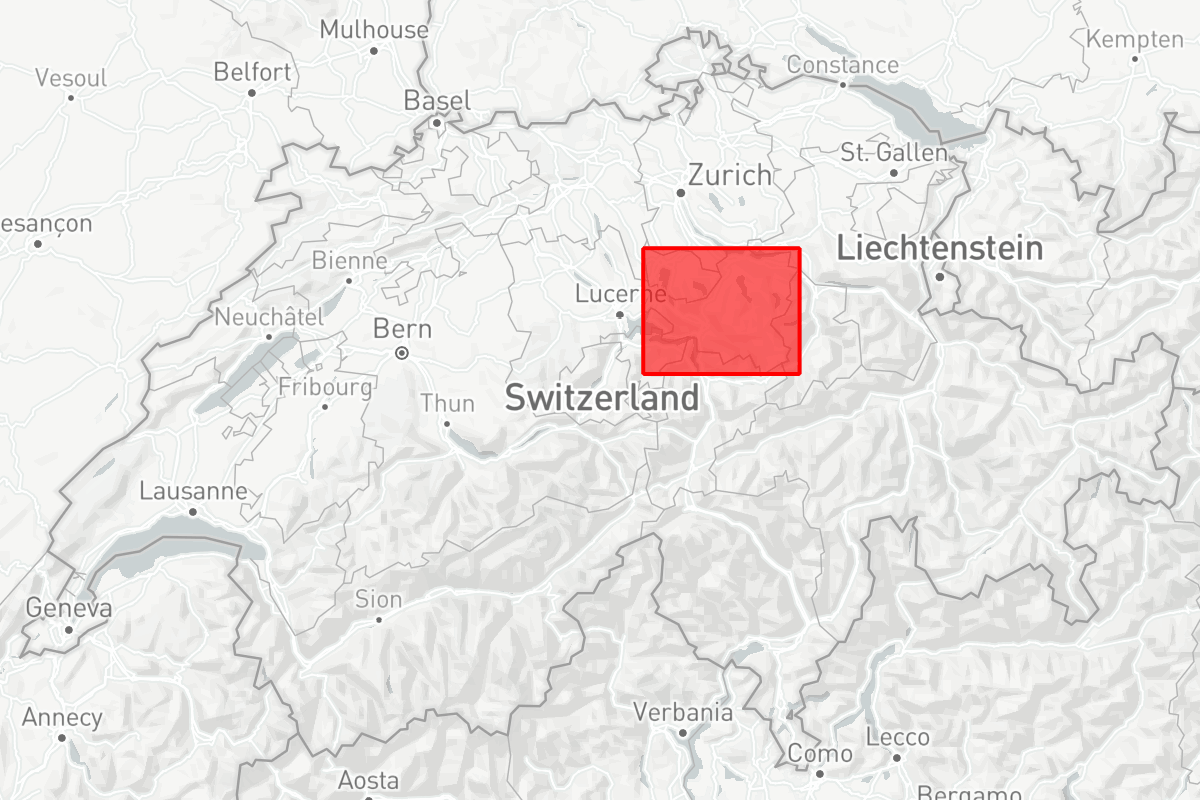 Mulhouse
Kempten
Vesoul
Belfort
Constance
Basel
St. Gallen
Zurich
esançon
Liechtenstein
Bienne
Lucerne
Neuchâtel
Bern
Fribourg
Switzerland
Thun
Lausanne
Sion
Geneva
Annecy
Verbania
Lecco
Como
Aosta
Bergamo